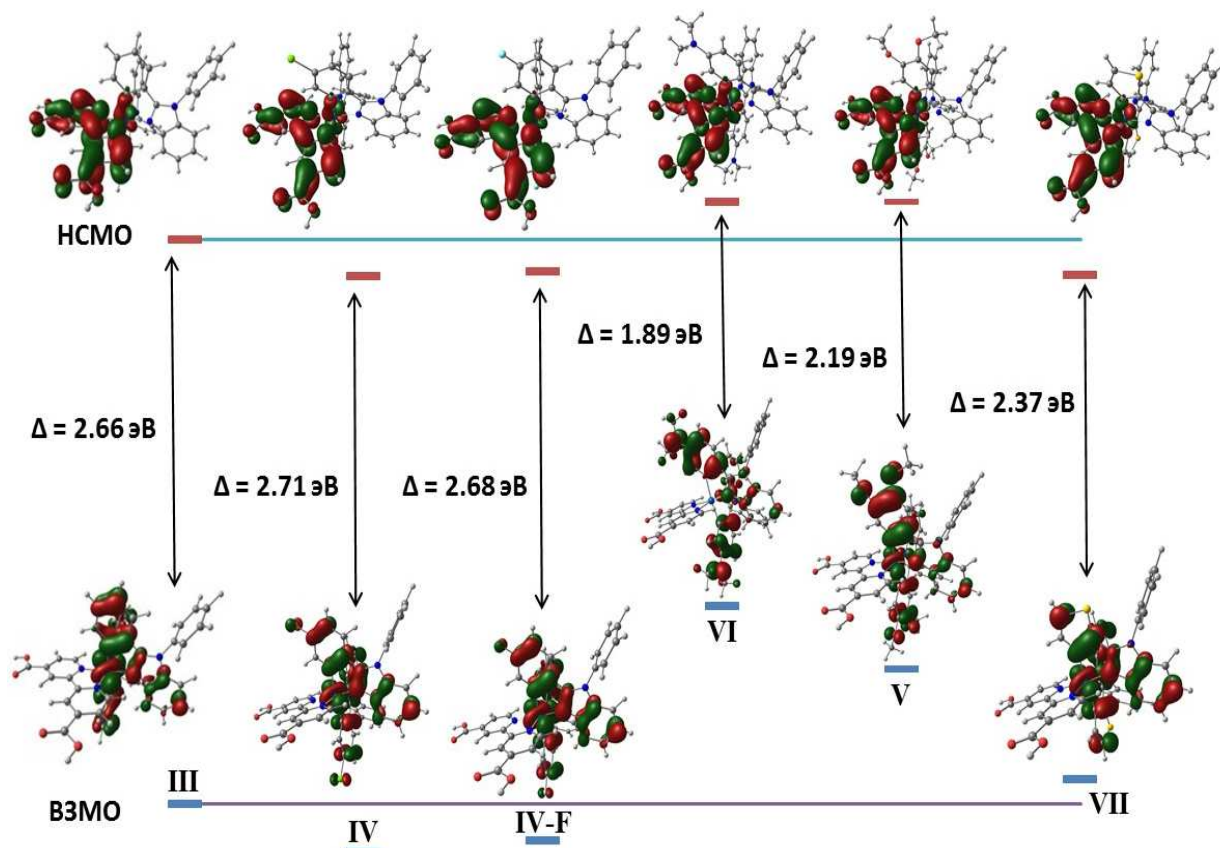 НСМО
Δ = 1.89 эВ
Δ = 2.19 эВ
Δ = 2.37 эВ
Δ = 2.66 эВ
Δ = 2.71 эВ
Δ = 2.68 эВ
VI
V
III
ВЗМО
IV
IV-F
VII